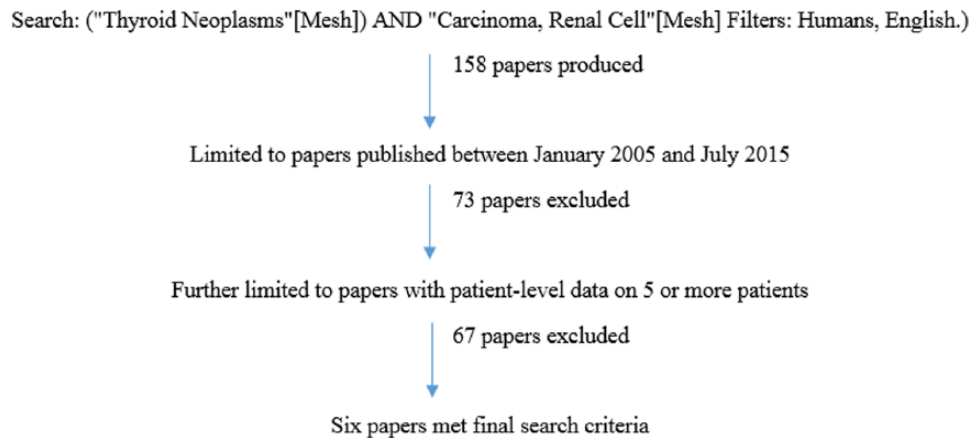 Search: ("Thyroid Neoplasms"[Mesh]) AND "Carcinoma, Renal Cell"[Mesh] Filters: Humans, English.)
158 papers produced
Limited to papers published between January 2005 and July 2015
73 papers excluded
Further limited to papers with patient-level data on 5 or more patients
67 papers excluded
Six papers met final search criteria